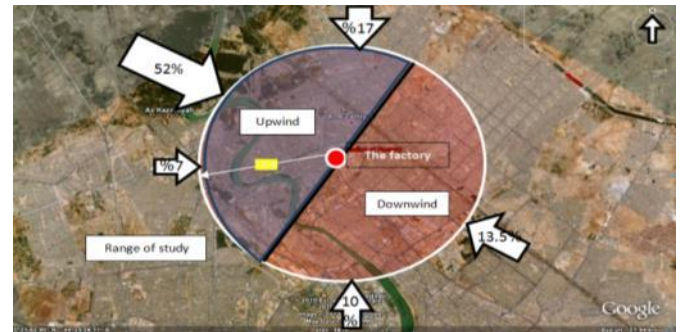 %17
52%
Upwind
%7
The factory
Downwind
Range of study
13.5%
10
%
Google